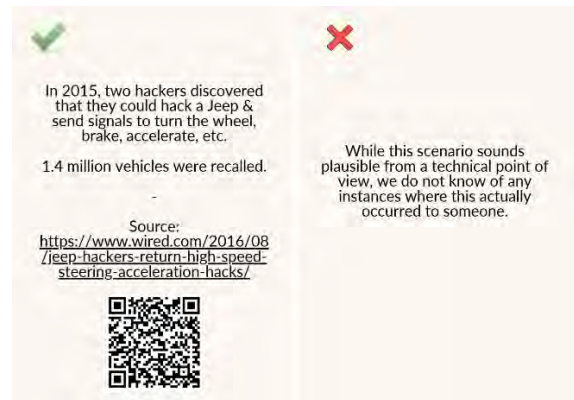 In 2015, two hackers discovered
that they could hack a Jeep &
send signals to turn the wheel,
brake, accelerate, etc.
1.4 million vehicles were recalled.
-
Source:
https://www.wired.com/2016/08
/jeep-hackers-return-high-speed-
steering-acceleration-hacks/
While this scenario sounds
plausible from a technical point of
view, we do not know of any
instances where this actually
occurred to someone.